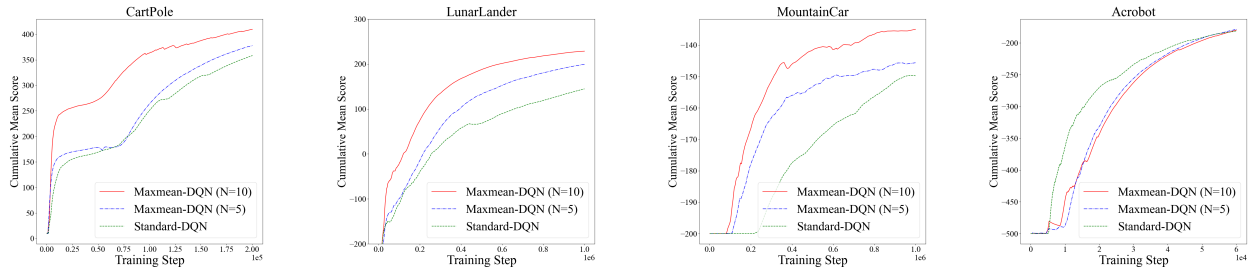 CartPole
400
350
300
250
200
150
100
50
0
Cumulative Mean Score
0.00 0.25 0.50 0.75 1.00 1.25 1.50 1.75 2.00
1e5
Training Step
Maxmean-DQN (N=10)
Maxmean-DQN (N=5)
Standard-DQN
LunarLander
200
100
0
−100
−200
Cumulative Mean Score
0.0 0.2 0.4 0.6 0.8 1.0
1e6
Training Step
Maxmean-DQN (N=10)
Maxmean-DQN (N=5)
Standard-DQN
MountainCar
−140
−150
−160
−170
−180
−190
−200
Cumulative Mean Score
0.0 0.2 0.4 0.6 0.8 1.0
1e6
Training Step
Maxmean-DQN (N=10)
Maxmean-DQN (N=5)
Standard-DQN
Acrobot
−200
−250
−300
−350
−400
−450
−500
Cumulative Mean Score
0 1 2 3 4 5 6
1e4
Training Step
Maxmean-DQN (N=10)
Maxmean-DQN (N=5)
Standard-DQN